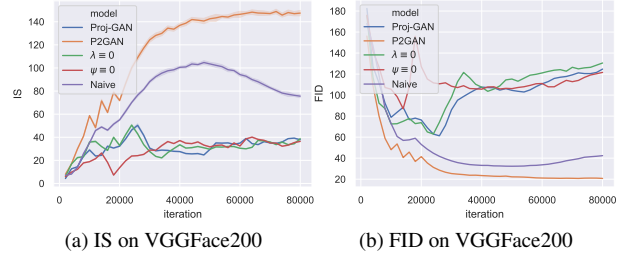 model
Proj-GAN
P2GAN
λ ≡ 0
ψ ≡ 0
Naive
IS
140
120
100
80
60
40
20
0
0
20000
40000
60000
80000
iteration
(a) IS on VGGFace200
model
Proj-GAN
P2GAN
λ ≡ 0
ψ ≡ 0
Naive
FID
180
160
140
120
100
80
60
40
20
0
20000
40000
60000
80000
iteration
(b) FID on VGGFace200